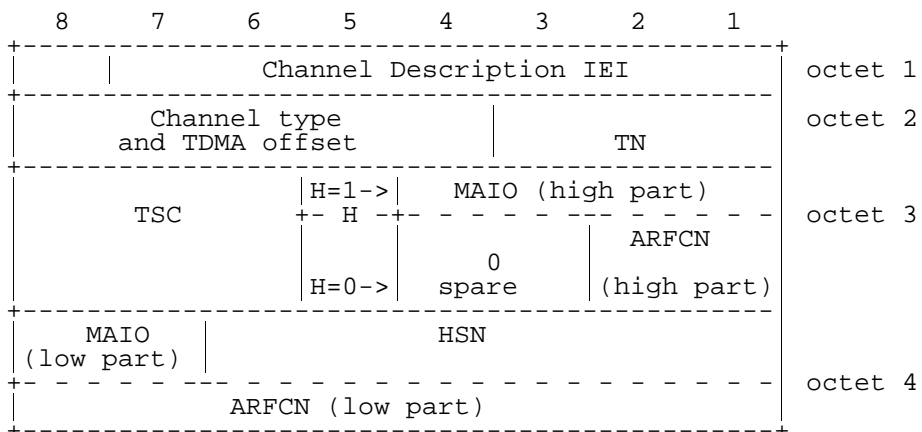 8 7 6 5 4 3 2 1
Channel Description IEI octet 1
Channel type octet 2
and TDMA offset TN
H=1-> MAIO (high part)
TSC H octet 3
ARFCN
0
H=0-> spare (high part)
MAIO HSN
(low part)
octet 4
ARFCN (low part)